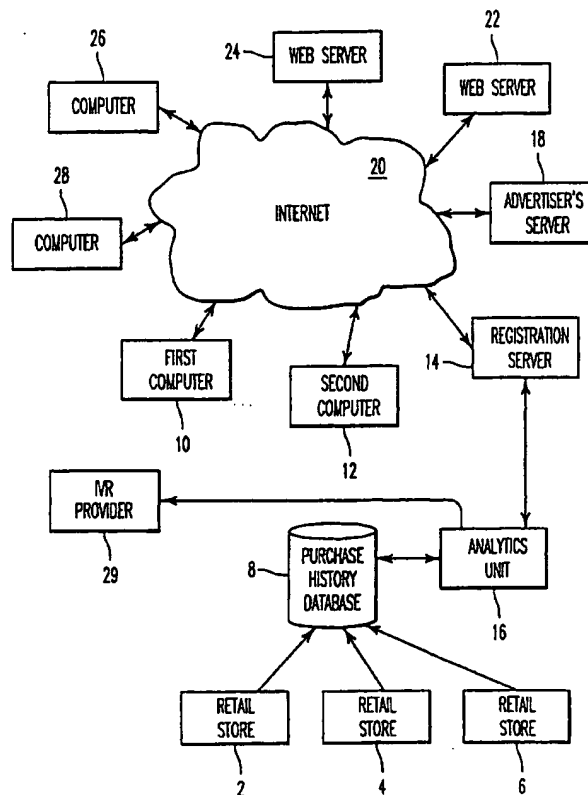 26
24
WEB SERVER
22
COMPUTER
WEB SERVER
20
18
28
INTERNET
ADVERTISER'S
SERVER
COMPUTER
FIRST
COMPUTER
SECOND
COMPUTER
REGISTRATION
SERVER
14
10
12
IVR
PROVIDER
29
8
PURCHASE
HISTORY
DATABASE
ANALYTICS
UNIT
16
RETAIL
STORE
RETAIL
STORE
RETAIL
STORE
2
4
6